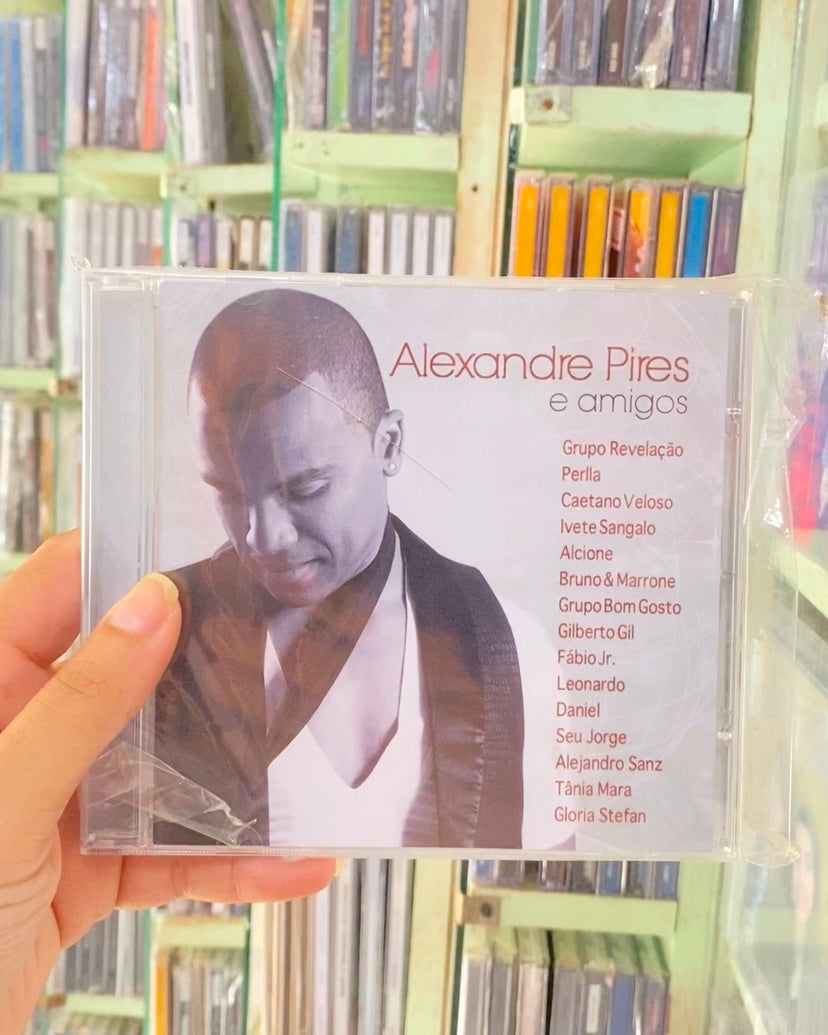 Alexandre Pires
e amigos
Grupo Revelação
Perlla
Caetano Veloso
Ivete Sangalo
Alcione
Bruno & Marrone
Grupo Bom Gosto
Gilberto Gil
Fábio Jr.
Leonardo
Daniel
Seu Jorge
Alejandro Sanz
Tânia Mara
Gloria Stefan